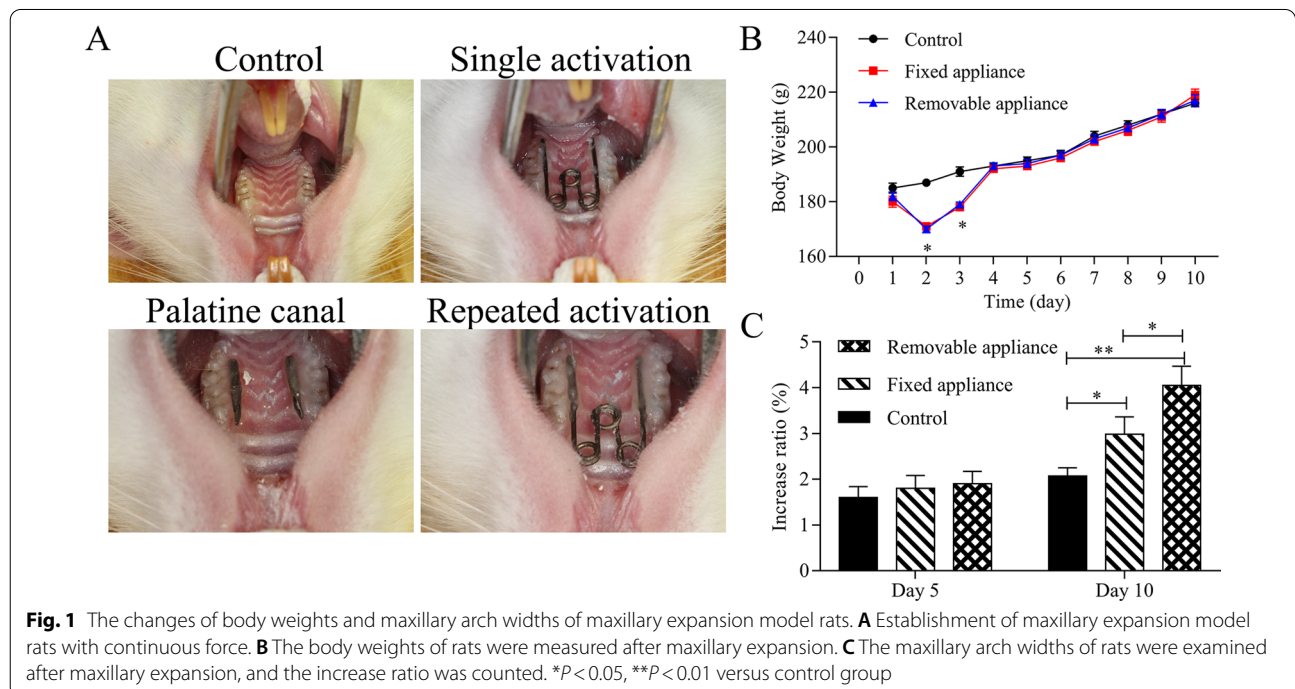 A
Control
Single activation
Palatine canal
Repeated activation
B
Control
Fixed appliance
Removable appliance
Body Weight (g)
240
220
200
180
160
*
*
0 1 2 3 4 5 6 7 8 9 10
Time (day)
C
Removable appliance
Fixed appliance
Control
Increase ratio (%)
5
4
3
2
1
0
*
**
*
Day 5
Day 10
Fig. 1 The changes of body weights and maxillary arch widths of maxillary expansion model rats. A Establishment of maxillary expansion model
rats with continuous force. B The body weights of rats were measured after maxillary expansion. C The maxillary arch widths of rats were examined
after maxillary expansion, and the increase ratio was counted. *P < 0.05, **P < 0.01 versus control group